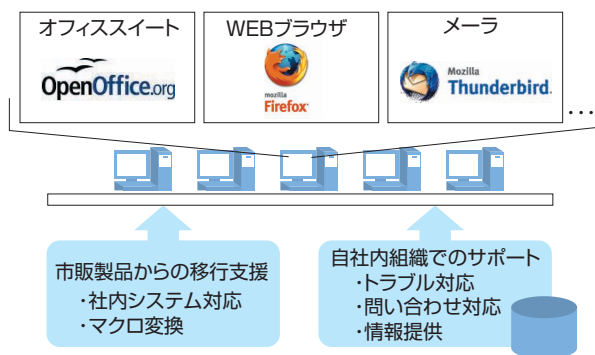 オフィススイート
OpenOffice.org
WEBブラウザ
mozilla
Firefox
メーラ
Mozilla
Thunderbird
...
市販製品からの移行支援
・社内システム対応
・マクロ変換
自社内組織でのサポート
・トラブル対応
・問い合わせ対応
・情報提供